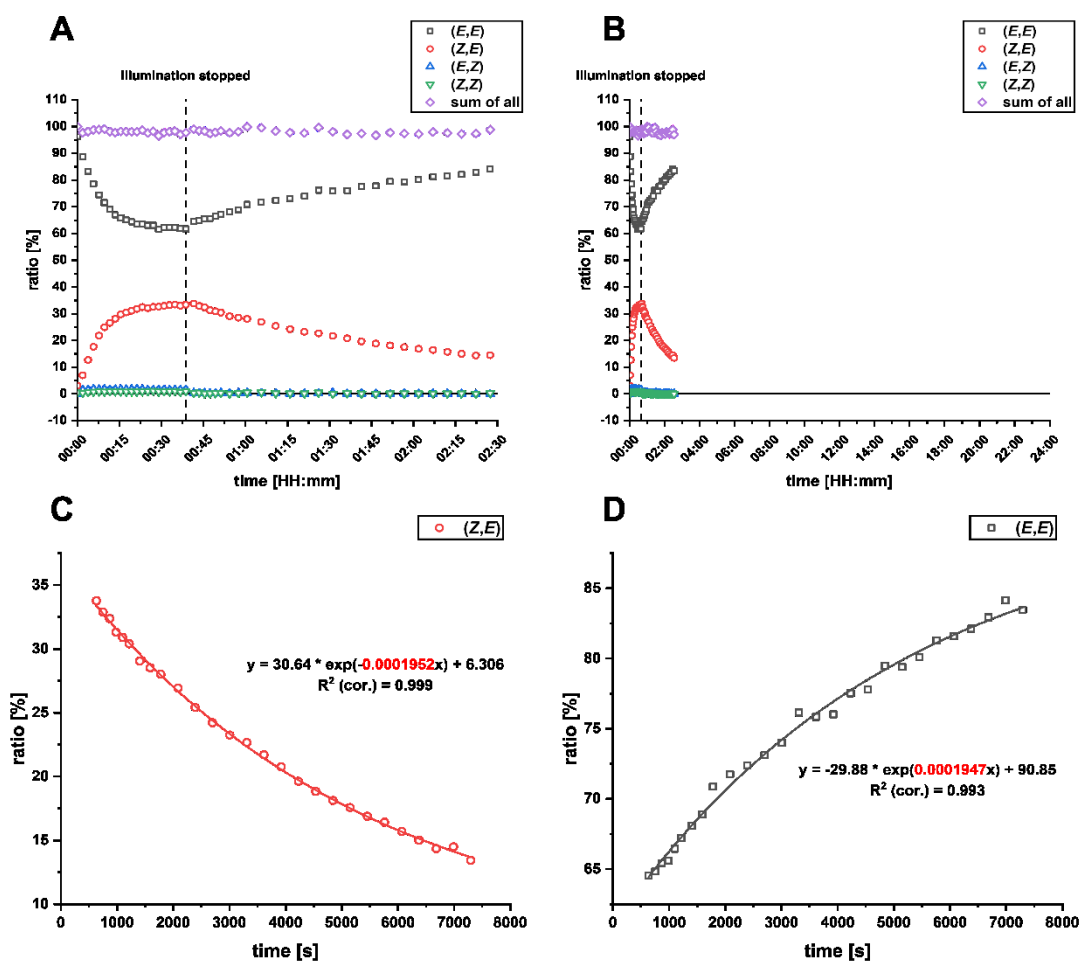 A
(E,E)
(Z,E)
(E,Z)
(Z,Z)
sum of all
Illumination stopped
110
100
90
80
70
60
50
40
30
20
10
0
-10
ratio [%]
00:00
00:15
00:30
00:45
01:00
01:15
01:30
01:45
02:00
02:15
02:30
time [HH:mm]
B
(E,E)
(Z,E)
(E,Z)
(Z,Z)
sum of all
Illumination stopped
110
100
90
80
70
60
50
40
30
20
10
0
-10
ratio [%]
00:00
02:00
04:00
06:00
08:00
10:00
12:00
14:00
16:00
18:00
20:00
22:00
24:00
time [HH:mm]
C
(Z,E)
35
30
25
20
15
10
ratio [%]
y = 30.64 * exp(-0.0001952x) + 6.306
R² (cor.) = 0.999
0
1000
2000
3000
4000
5000
6000
7000
8000
time [s]
D
(E,E)
85
80
75
70
65
ratio [%]
y = -29.88 * exp(0.0001947x) + 90.85
R² (cor.) = 0.993
0
1000
2000
3000
4000
5000
6000
7000
8000
time [s]